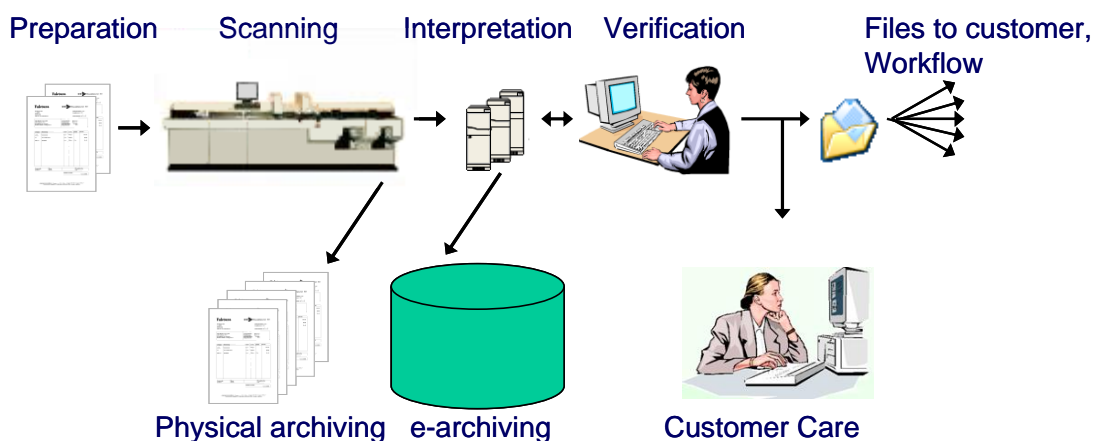 Preparation
Scanning
Interpretation
Verification
Files to customer,
Workflow
Physical archiving
e-archiving
Customer Care